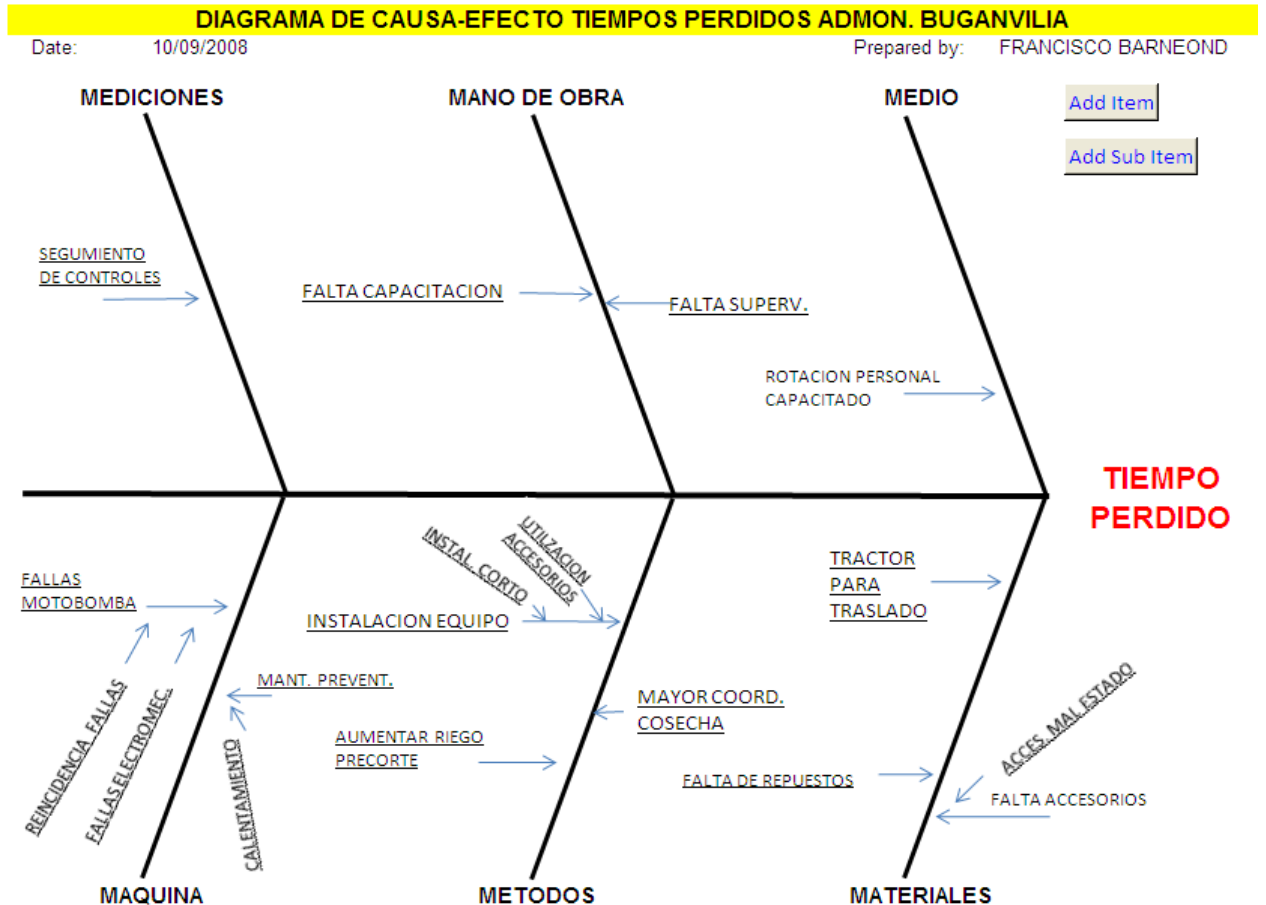 DIAGRAMA DE CAUSA-EFECTO TIEMPOS PERDIDOS ADMON. BUGANVILIA
Date: 10/09/2008 Prepared by: FRANCISCO BARNEOND
MEDICIONES MANO DE OBRA MEDIO
Add Item
Add Sub Item
SEGUMIENTO
DE CONTROLES
FALTA CAPACITACION
FALTA SUPERV.
ROTACION PERSONAL
CAPACITADO
TIEMPO
PERDIDO
FALLAS
MOTOBOMBA
REINCIDENCIA FALLAS
FALLAS ELECTROMEC.
MANT. PREVENT.
CALENTAMIENTO
INSTAL. CORTO
UTILZACION
ACCESORIOS
INSTALACION EQUIPO
MAYOR COORD.
COSECHA
AUMENTAR RIEGO
PRECORTE
TRACTOR
PARA
TRASLADO
ACCES. MAL ESTADO
FALTA DE REPUESTOS
FALTA ACCESORIOS
MAQUINA METODOS MATERIALES